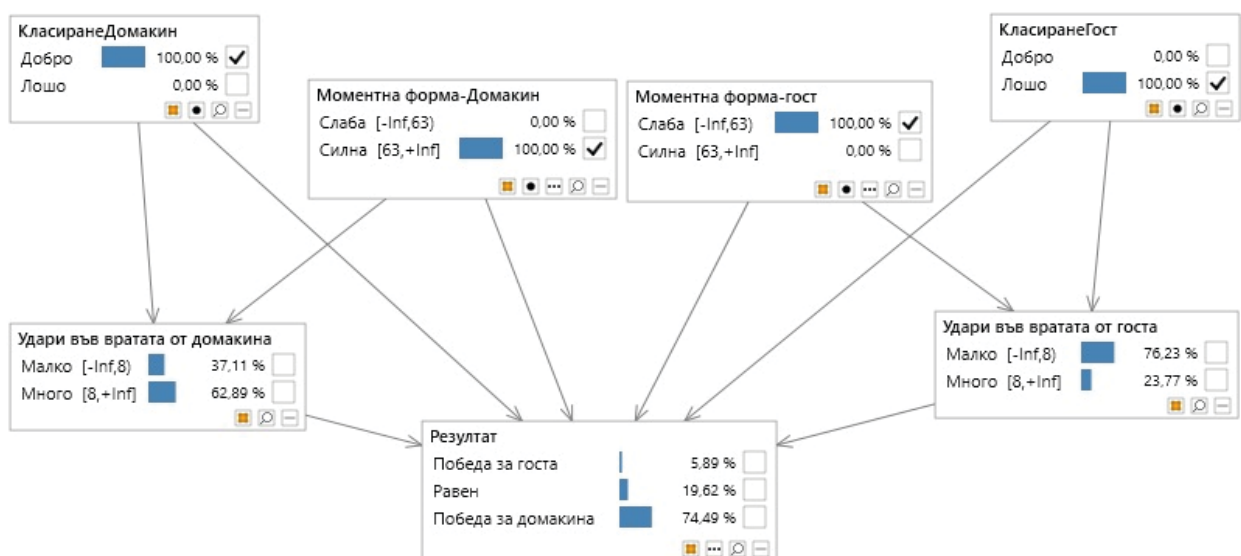 КласиранеДомакин
Добро 100,00 %
Лошо 0,00 %
КласиранеГост
Добро 0,00 %
Лошо 100,00 %
Моментна форма-Домакин
Слаба [-Inf,63) 0,00 %
Силна [63,+Inf] 100,00 %
Моментна форма-гост
Слаба [-Inf,63) 100,00 %
Силна [63,+Inf] 0,00 %
Удари във вратата от домакина
Малко [-Inf,8) 37,11 %
Много [8,+Inf] 62,89 %
Удари във вратата от госта
Малко [-Inf,8) 76,23 %
Много [8,+Inf] 23,77 %
Резултат
Победа за госта 5,89 %
Равен 19,62 %
Победа за домакина 74,49 %